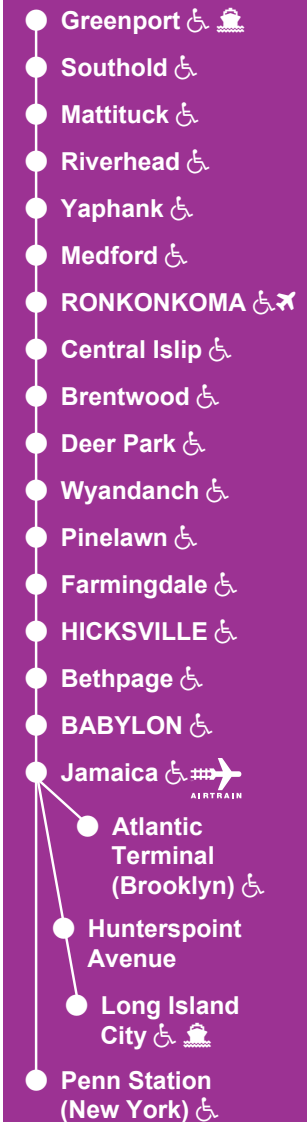 Greenport
Southold
Mattituck
Riverhead
Yaphank
Medford
RONKONKOMA
Central Islip
Brentwood
Deer Park
Wyandanch
Pinelawn
Farmingdale
HICKSVILLE
Bethpage
BABYLON
Jamaica
AIRTRAIN
Atlantic
Terminal
(Brooklyn)
Hunterspoint
Avenue
Long Island
City
Penn Station
(New York)